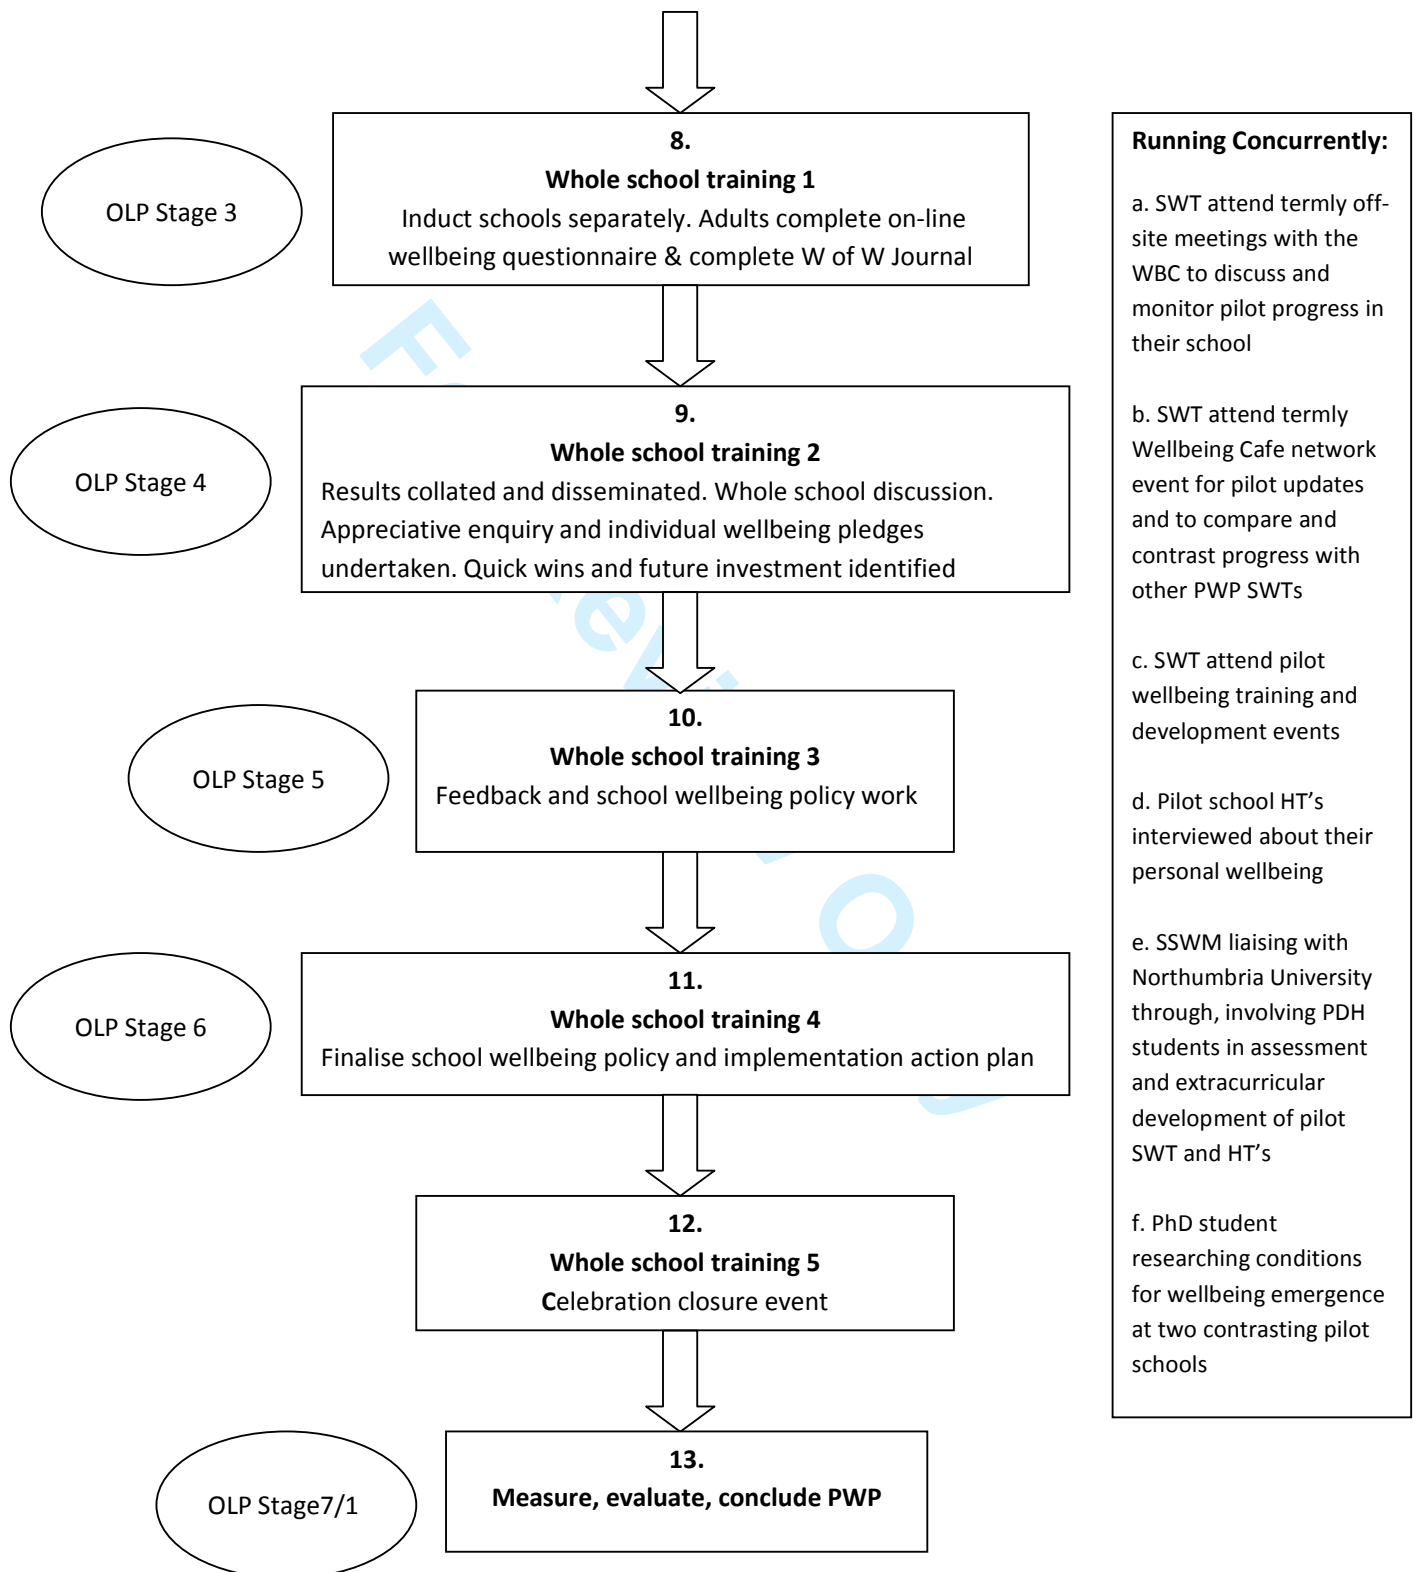 OLP Stage 3
8.
Whole school training 1
Induct schools separately. Adults complete on-line
wellbeing questionnaire & complete W of W Journal
OLP Stage 4
9.
Whole school training 2
Results collated and disseminated. Whole school discussion.
Appreciative enquiry and individual wellbeing pledges
undertaken. Quick wins and future investment identified
OLP Stage 5
10.
Whole school training 3
Feedback and school wellbeing policy work
OLP Stage 6
11.
Whole school training 4
Finalise school wellbeing policy and implementation action plan
12.
Whole school training 5
Celebration closure event
OLP Stage7/1
13.
Measure, evaluate, conclude PWP
Running Concurrently:
a. SWT attend termly off-
site meetings with the
WBC to discuss and
monitor pilot progress in
their school
b. SWT attend termly
Wellbeing Cafe network
event for pilot updates
and to compare and
contrast progress with
other PWP SWTs
c. SWT attend pilot
wellbeing training and
development events
d. Pilot school HT’s
interviewed about their
personal wellbeing
e. SSWM liaising with
Northumbria University
through, involving PDH
students in assessment
and extracurricular
development of pilot
SWT and HT’s
f. PhD student
researching conditions
for wellbeing emergence
at two contrasting pilot
schools